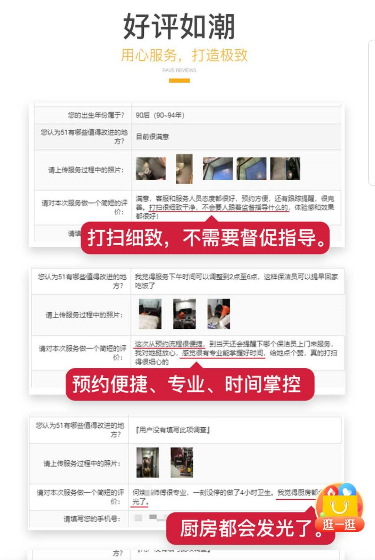 好评如潮
用心服务，打造极致
RAVE REVIEWS
您的出生年份属于？ 90后（90-94年）
您认为51有哪些值得改进的地
方？
目前很满意
请上传服务过程中的照片：
请对本次服务做一个简短的评
价：
满意，客服和服务人员态度都很好，预约方便，还有跟踪提醒，很完
善。打扫很细致干净，不会要人跟着监督指导什么的，体验感和效果
都很好！
打扫细致，不需要督促指导。
您认为51有哪些值得改进的地
方？
我觉得服务下午时间可以调整到2点至6点，这样保洁员可以提早回家
吃饭了
请上传服务过程中的照片：
请对本次服务做一个简短的评
价：
这次从预约流程很便捷，到当天还会提醒下哪个保洁员上门来服务，
我对她挺放心，感觉很有专业能掌握好时间，给她点个赞，真的打扫
得很细心的
预约便捷、专业、时间掌控
您认为51有哪些值得改进的地
方？
『用户没有填写此项调查』
请上传服务过程中的照片：
请对本次服务做一个简短的评
价：
师傅很专业，一刻没停的做了4小时卫生，我觉得厨房都
光了。
请填写您的手机号：
厨房都会发光了。
逛一逛